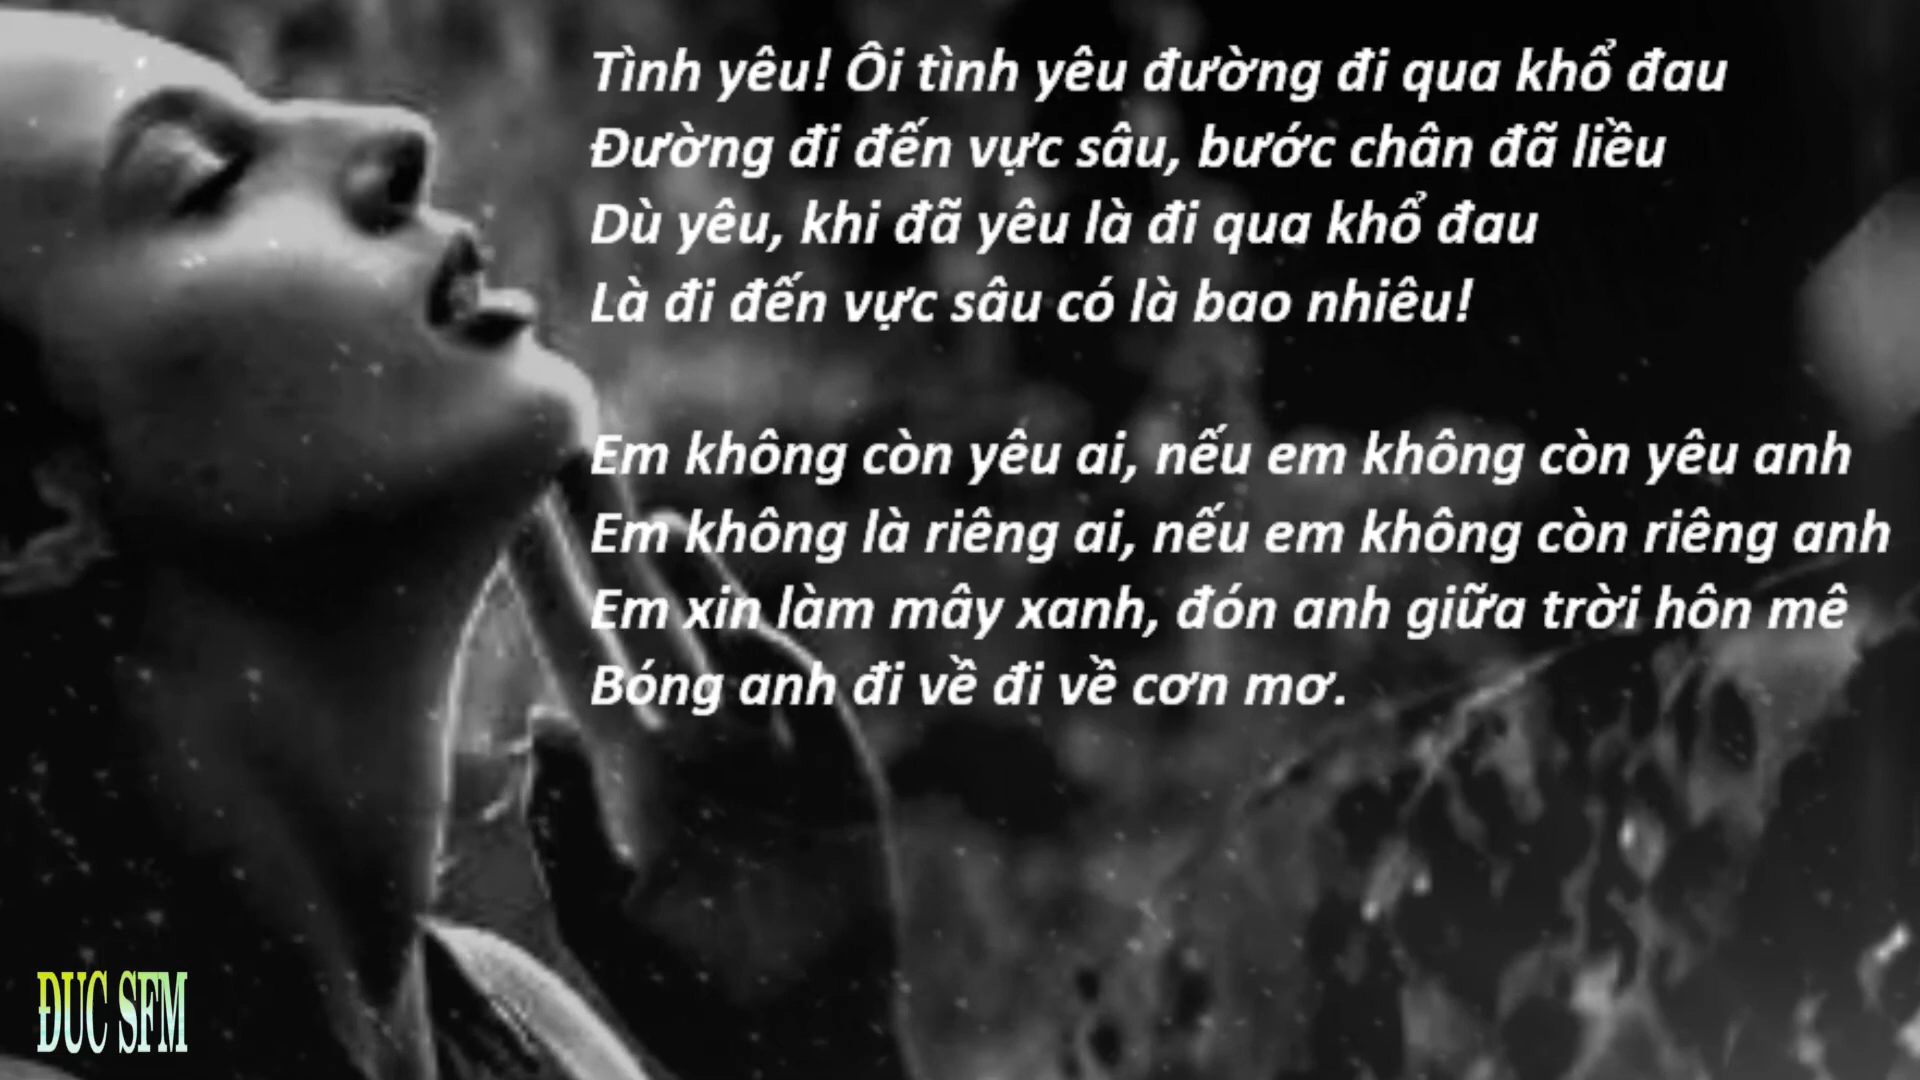 Tình yêu! Ôi tình yêu đường đi qua khổ đau
Đường đi đến vực sâu, bước chân đã liều
Dù yêu, khi đã yêu là đi qua khổ đau
Là đi đến vực sâu có là bao nhiêu!
Em không còn yêu ai, nếu em không còn yêu anh
Em không là riêng ai, nếu em không còn riêng anh
Em xin làm mây xanh, đón anh giữa trời hôn mê
Bóng anh đi về đi về cơn mơ.
ĐUC SFM